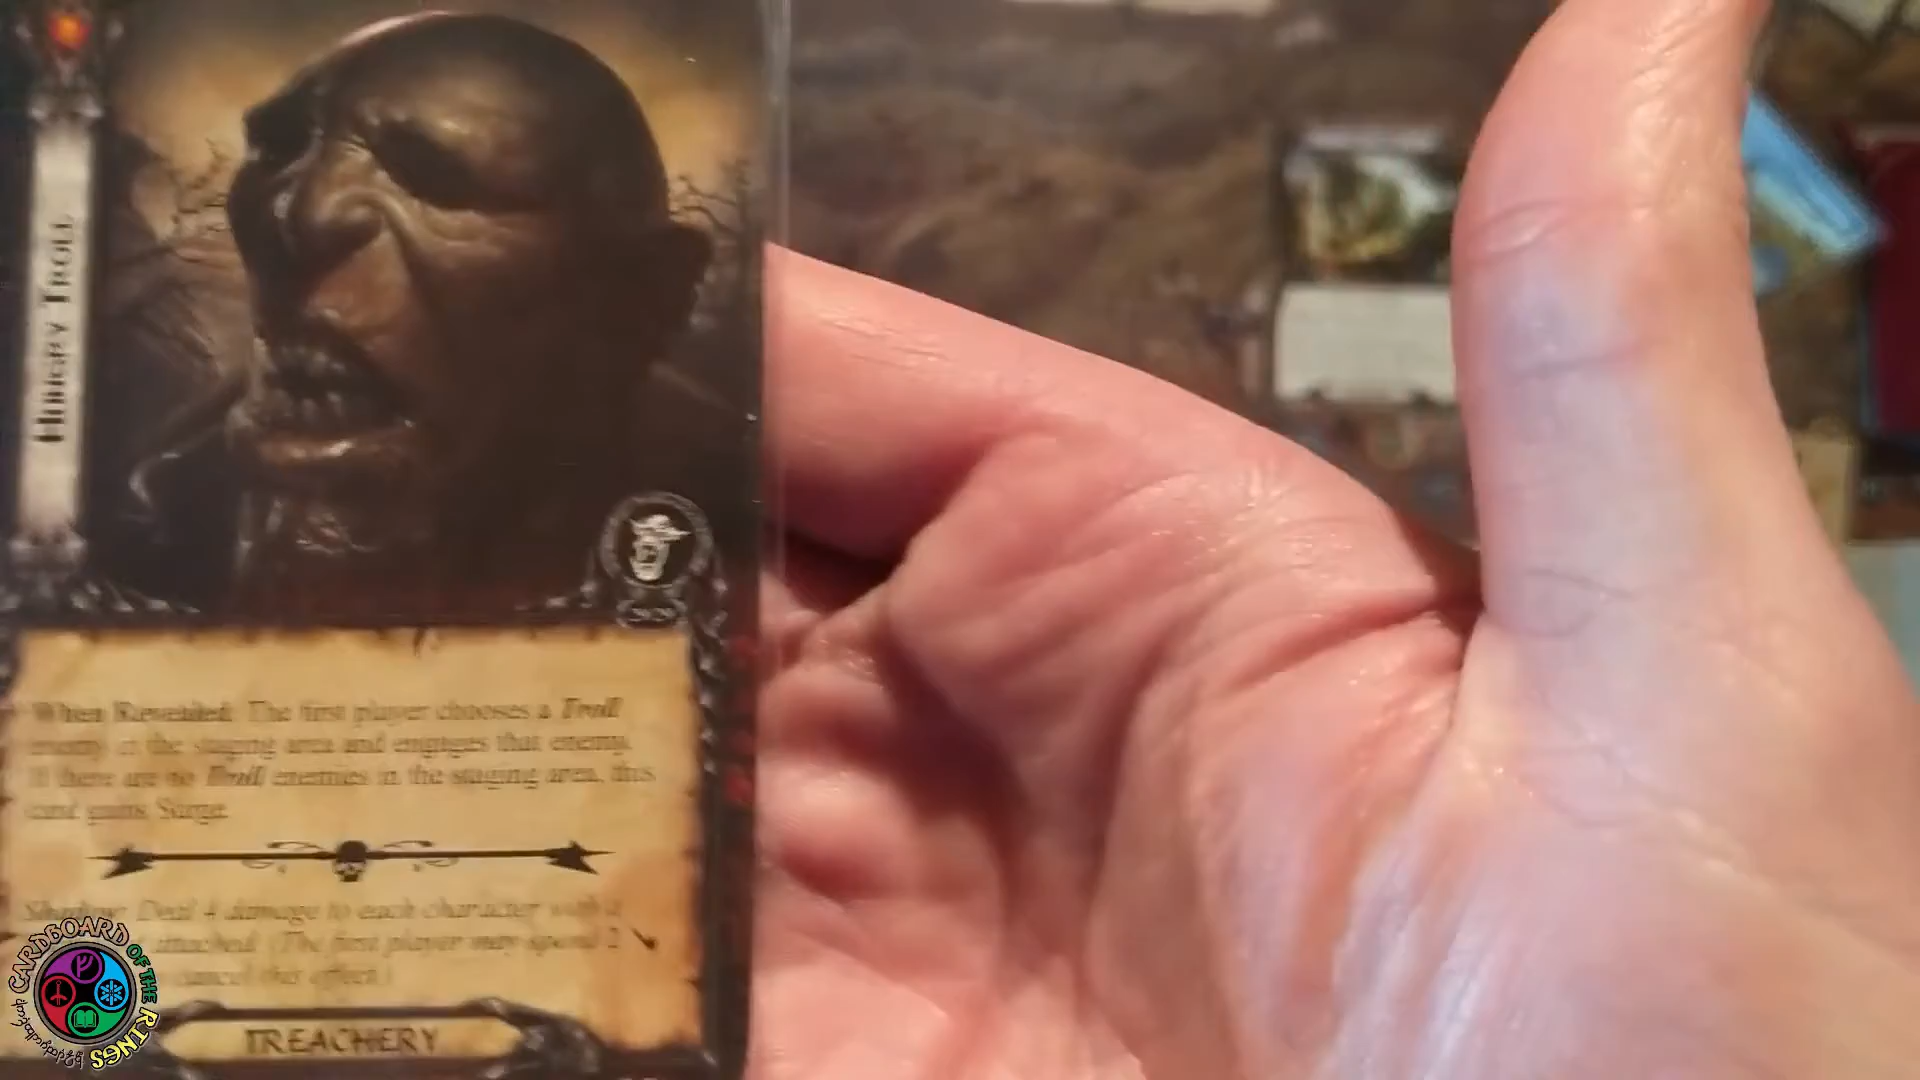 HUNGRY TROLL
When Revealed: The first player chooses a Troll
enemy in the staging area and engages that enemy.
If there are no Troll enemies in the staging area, this
card gains Surge.
Shadow: Deal 4 damage to each character with a
attached. (The first player may spend 2
cancel this effect.)
TREACHERY
CARDBOARD OF THE RINGS